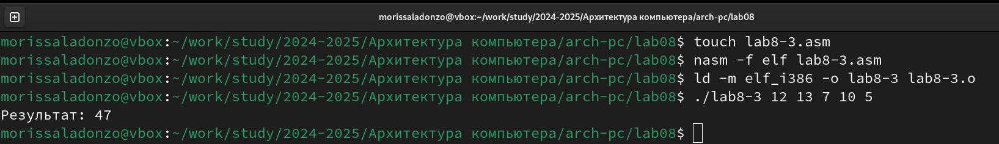 morissaladonzo@vbox:~/work/study/2024-2025/Архитектура компьютера/arch-pc/lab08
morissaladonzo@vbox:~/work/study/2024-2025/Архитектура компьютера/arch-pc/lab08$ touch lab8-3.asm
morissaladonzo@vbox:~/work/study/2024-2025/Архитектура компьютера/arch-pc/lab08$ nasm -f elf lab8-3.asm
morissaladonzo@vbox:~/work/study/2024-2025/Архитектура компьютера/arch-pc/lab08$ ld -m elf_i386 -o lab8-3 lab8-3.o
morissaladonzo@vbox:~/work/study/2024-2025/Архитектура компьютера/arch-pc/lab08$ ./lab8-3 12 13 7 10 5
Результат: 47
morissaladonzo@vbox:~/work/study/2024-2025/Архитектура компьютера/arch-pc/lab08$